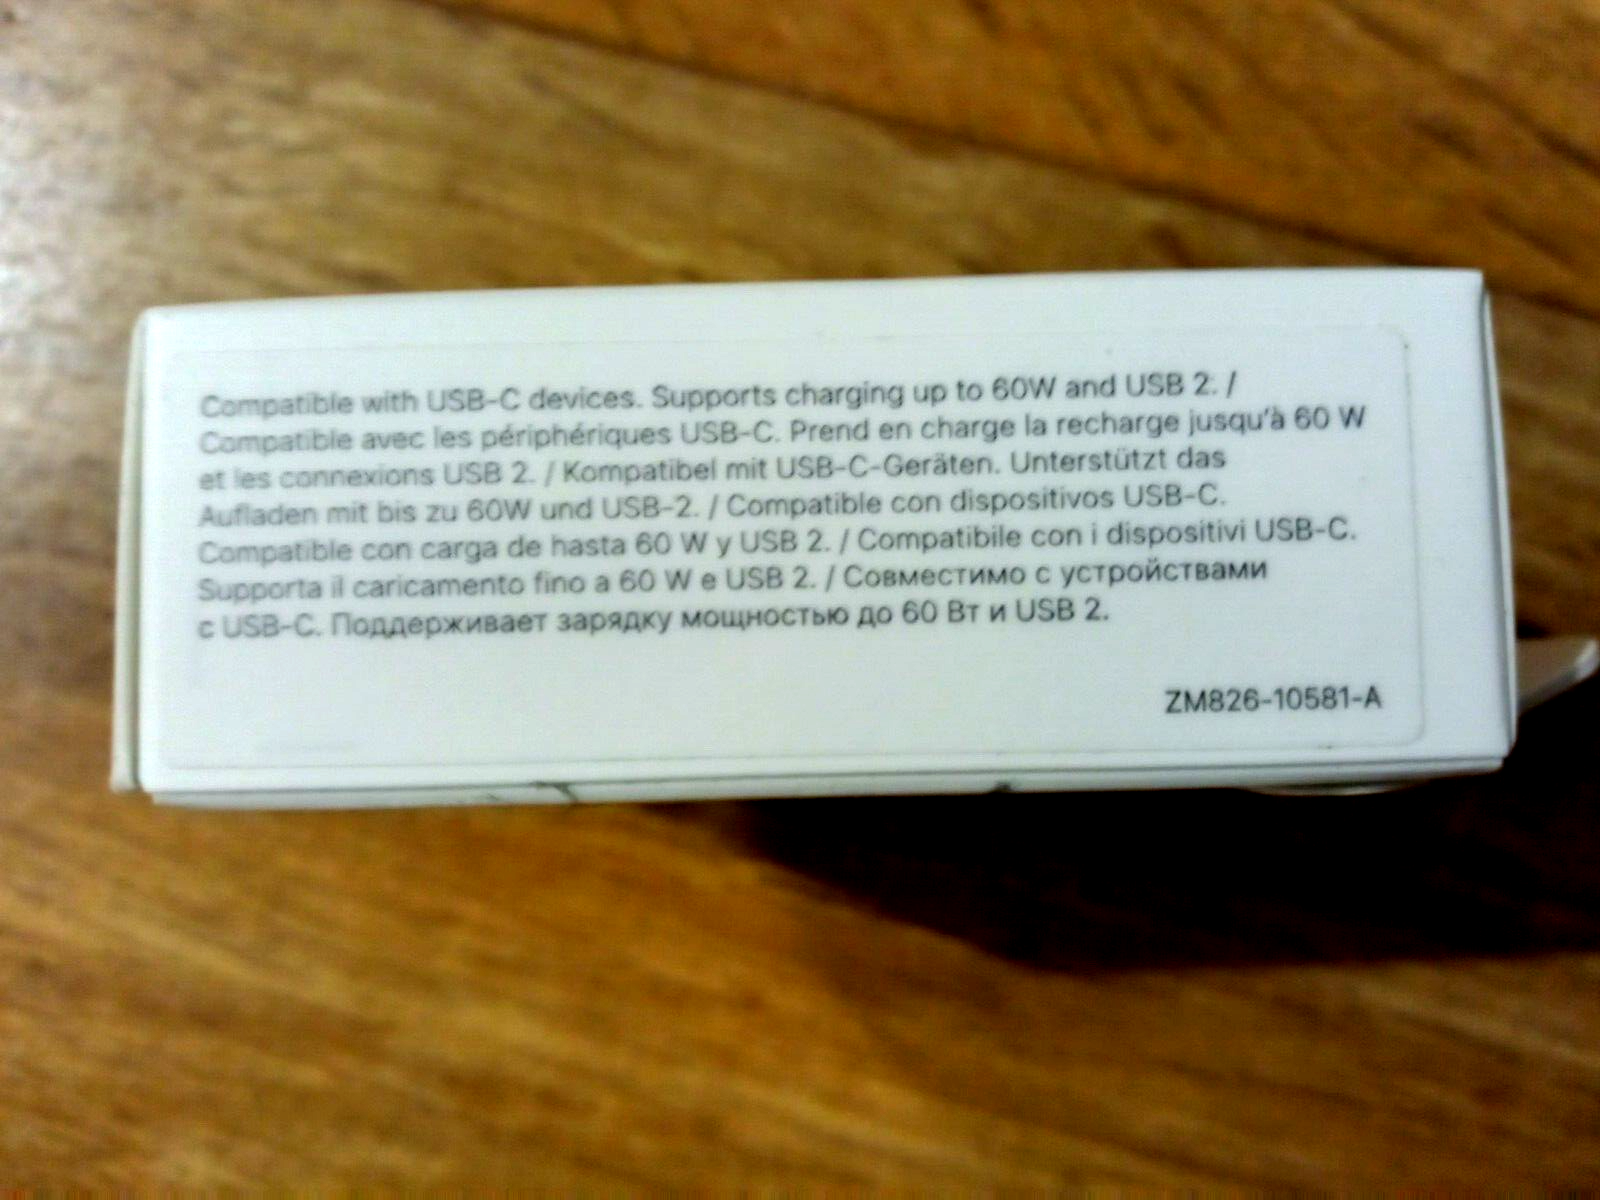 Compatible with USB-C devices. Supports charging up to 60W and USB 2. /
Compatible avec les périphériques USB-C. Prend en charge la recharge jusqu'à 60 W
et les connexions USB 2. / Kompatibel mit USB-C-Geräten. Unterstützt das
Aufladen mit bis zu 60W und USB-2. / Compatible con dispositivos USB-C.
Compatible con carga de hasta 60 W y USB 2. / Compatibile con i dispositivi USB-C.
Supporta il caricamento fino a 60 W e USB 2. / Совместимо с устройствами
с USB-C. Поддерживает зарядку мощностью до 60 Вт и USB 2.
ZM826-10581-A